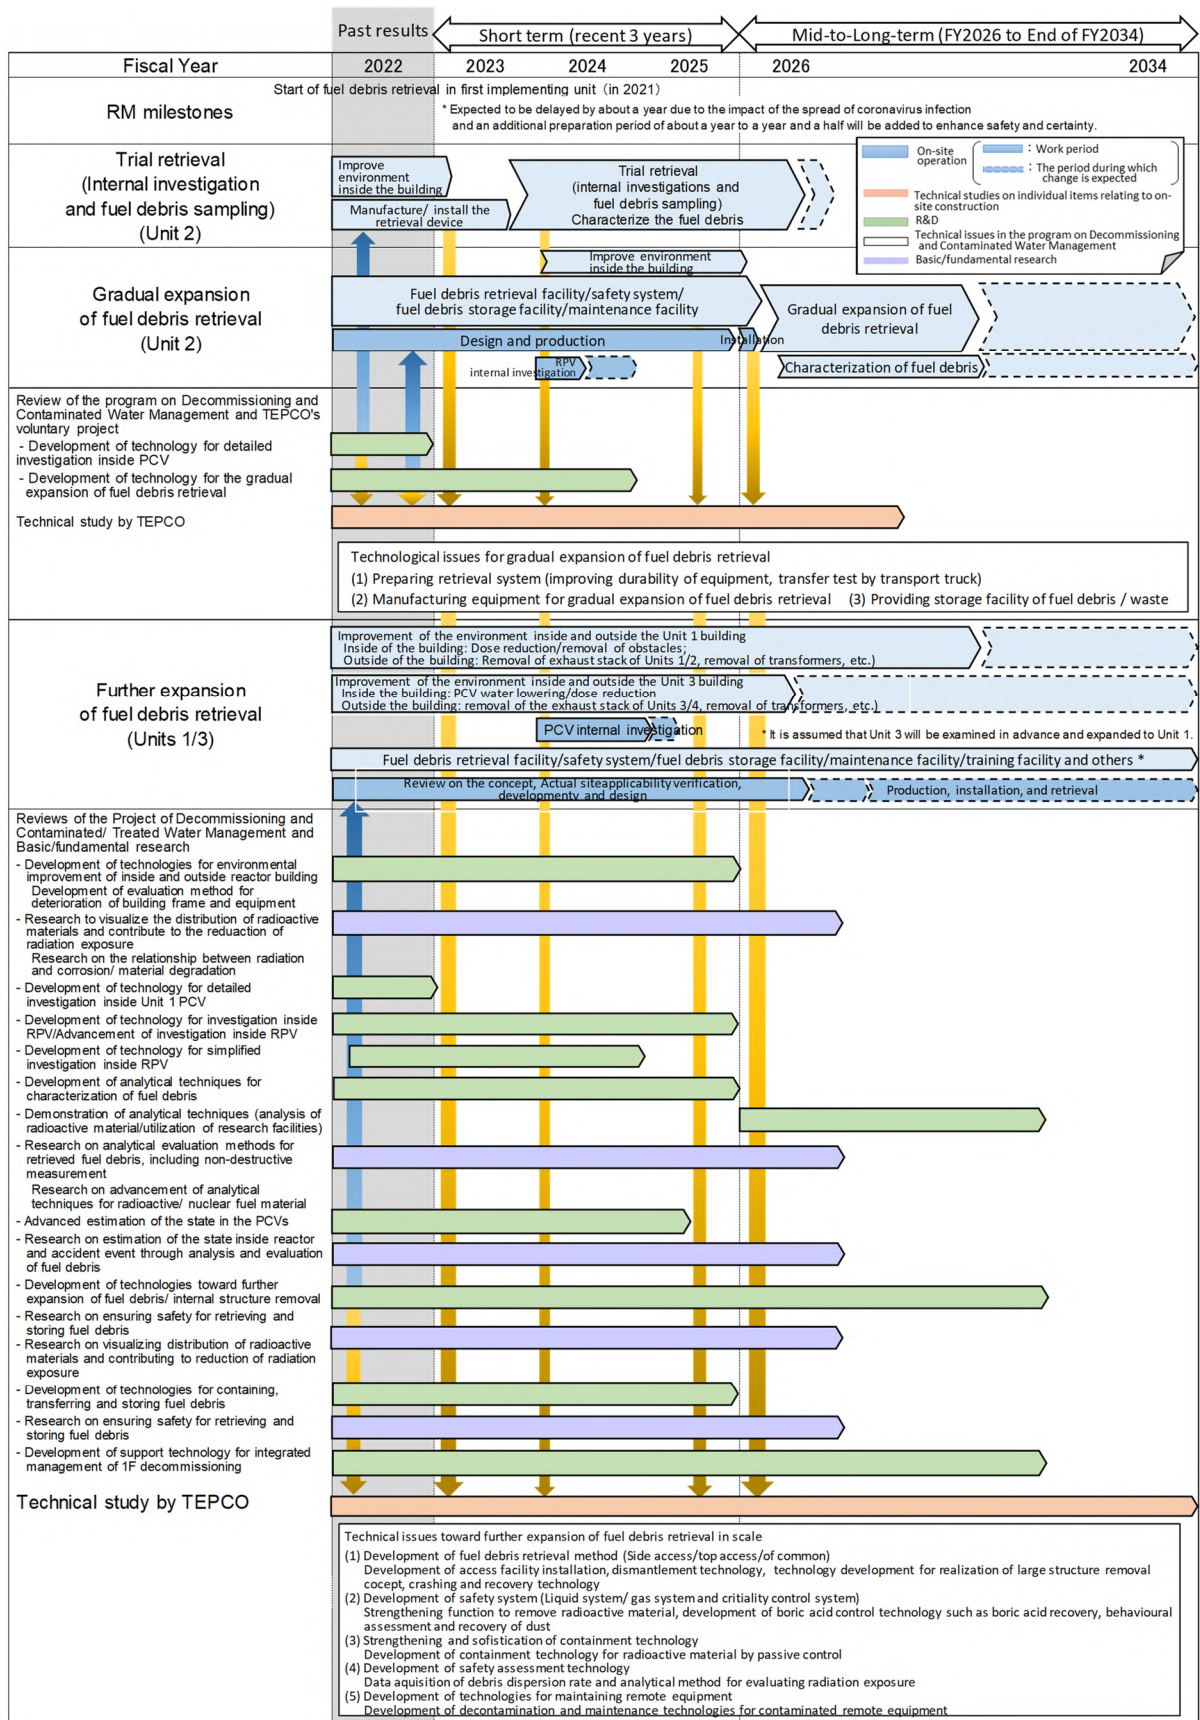 Past results
Short term (recent 3 years)
Mid-to-Long-term (FY2026 to End of FY2034)
Fiscal Year
2022
2023
2024
2025
2026
2034
Start of fuel debris retrieval in first implementing unit (in 2021)
RM milestones
* Expected to be delayed by about a year due to the impact of the spread of coronavirus infection
and an additional preparation period of about a year to a year and a half will be added to enhance safety and certainty.
On-site
operation
: Work period
: The period during which
change is expected
Technical studies on individual items relating to on-
site construction
R&D
Technical issues in the program on Decommissioning
and Contaminated Water Management
Basic/fundamental research
Trial retrieval
(Internal investigation
and fuel debris sampling)
(Unit 2)
Improve
environment
inside the building
Manufacture/ install the
retrieval device
Trial retrieval
(internal investigations and
fuel debris sampling)
Characterize the fuel debris
Gradual expansion
of fuel debris retrieval
(Unit 2)
Improve environment
inside the building
Fuel debris retrieval facility/safety system/
fuel debris storage facility/maintenance facility
Design and production
Installation
Gradual expansion of fuel
debris retrieval
RPV
internal investigation
Characterization of fuel debris
Review of the program on Decommissioning and
Contaminated Water Management and TEPCO's
voluntary project
- Development of technology for detailed
investigation inside PCV
- Development of technology for the gradual
expansion of fuel debris retrieval
Technical study by TEPCO
Technological issues for gradual expansion of fuel debris retrieval
(1) Preparing retrieval system (improving durability of equipment, transfer test by transport truck)
(2) Manufacturing equipment for gradual expansion of fuel debris retrieval (3) Providing storage facility of fuel debris / waste
Further expansion
of fuel debris retrieval
(Units 1/3)
Improvement of the environment inside and outside the Unit 1 building
Inside of the building: Dose reduction/removal of obstacles;
Outside of the building: Removal of exhaust stack of Units 1/2, removal of transformers, etc.)
Improvement of the environment inside and outside the Unit 3 building
Inside the building: PCV water lowering/dose reduction
Outside the building: removal of the exhaust stack of Units 3/4, removal of transformers, etc.)
PCV internal investigation
* It is assumed that Unit 3 will be examined in advance and expanded to Unit 1.
Fuel debris retrieval facility/safety system/fuel debris storage facility/maintenance facility/training facility and others *
Review on the concept, Actual siteapplicability verification,
developmenty and design
Production, installation, and retrieval
Reviews of the Project of Decommissioning and
Contaminated/ Treated Water Management and
Basic/fundamental research
- Development of technologies for environmental
improvement of inside and outside reactor building
Development of evaluation method for
deterioration of building frame and equipment
- Research to visualize the distribution of radioactive
materials and contribute to the reduaction of
radiation exposure
Research on the relationship between radiation
and corrosion/ material degradation
- Development of technology for detailed
investigation inside Unit 1 PCV
- Development of technology for investigation inside
RPV/Advancement of investigation inside RPV
- Development of technology for simplified
investigation inside RPV
- Development of analytical techniques for
characterization of fuel debris
- Demonstration of analytical techniques (analysis of
radioactive material/utilization of research facilities)
- Research on analytical evaluation methods for
retrieved fuel debris, including non-destructive
measurement
Research on advancement of analytical
techniques for radioactive/ nuclear fuel material
- Advanced estimation of the state in the PCVs
- Research on estimation of the state inside reactor
and accident event through analysis and evaluation
of fuel debris
- Development of technologies toward further
expansion of fuel debris/ internal structure removal
- Research on ensuring safety for retrieving and
storing fuel debris
- Research on visualizing distribution of radioactive
materials and contributing to reduction of radiation
exposure
- Development of technologies for containing,
transferring and storing fuel debris
- Research on ensuring safety for retrieving and
storing fuel debris
- Development of support technology for integrated
management of 1F decommissioning
Technical study by TEPCO
Technical issues toward further expansion of fuel debris retrieval in scale
(1) Development of fuel debris retrieval method (Side access/top access/of common)
Development of access facility installation, dismantlement technology, technology development for realization of large structure removal
cocept, crashing and recovery technology
(2) Development of safety system (Liquid system/ gas system and critiality control system)
Strengthening function to remove radioactive material, development of boric acid control technology such as boric acid recovery, behavioural
assessment and recovery of dust
(3) Strengthening and sofistication of containment technology
Development of containment technology for radioactive material by passive control
(4) Development of safety assessment technology
Data aquisition of debris dispersion rate and analytical method for evaluating radiation exposure
(5) Development of technologies for maintaining remote equipment
Development of decontamination and maintenance technologies for contaminated remote equipment